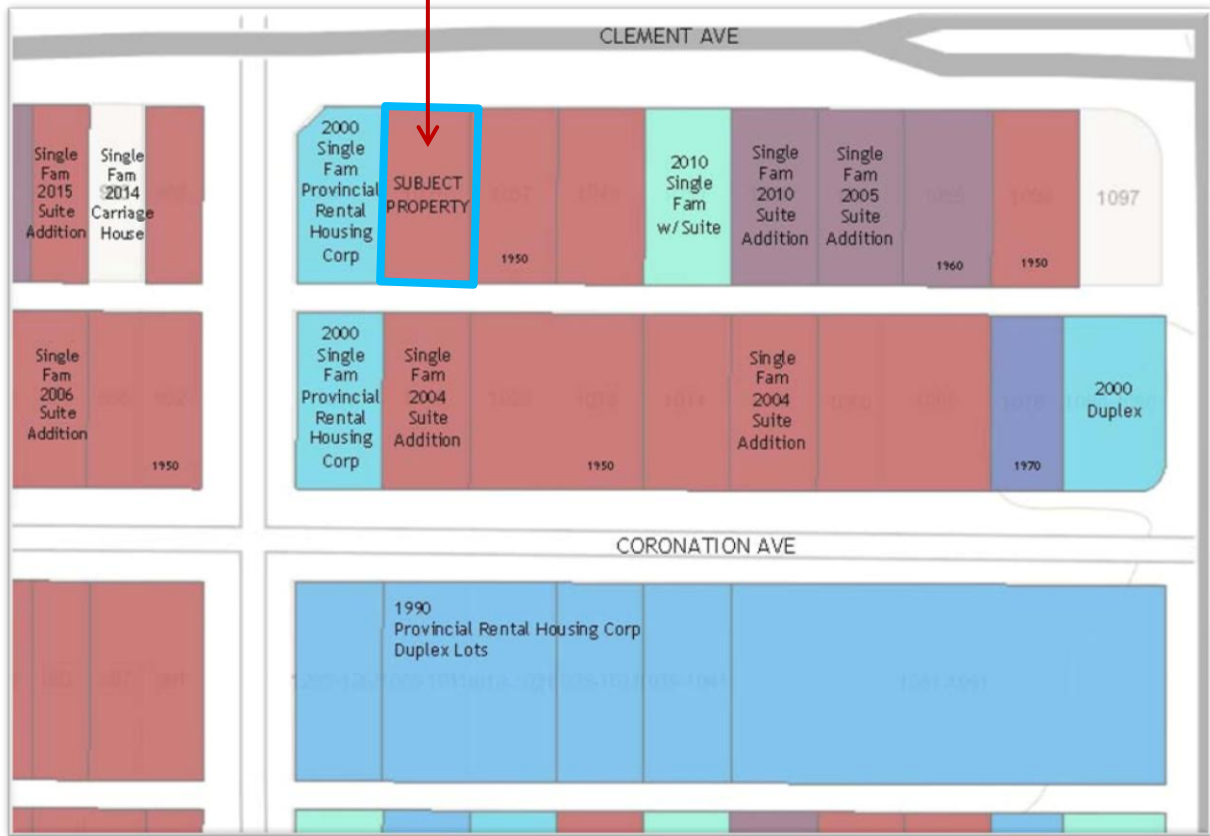 CLEMENT AVE
Single
Fam
2015
Suite
Addition
Single
Fam
2014
Carriage
House
2000
Single
Fam
Provincial
Rental
Housing
Corp
SUBJECT
PROPERTY
1950
2010
Single
Fam
w/Suite
Single
Fam
2010
Suite
Addition
Single
Fam
2005
Suite
Addition
1960
1950
1097
Single
Fam
2006
Suite
Addition
1950
2000
Single
Fam
Provincial
Rental
Housing
Corp
Single
Fam
2004
Suite
Addition
1950
Single
Fam
2004
Suite
Addition
1970
2000
Duplex
CORONATION AVE
1990
Provincial Rental Housing Corp
Duplex Lots